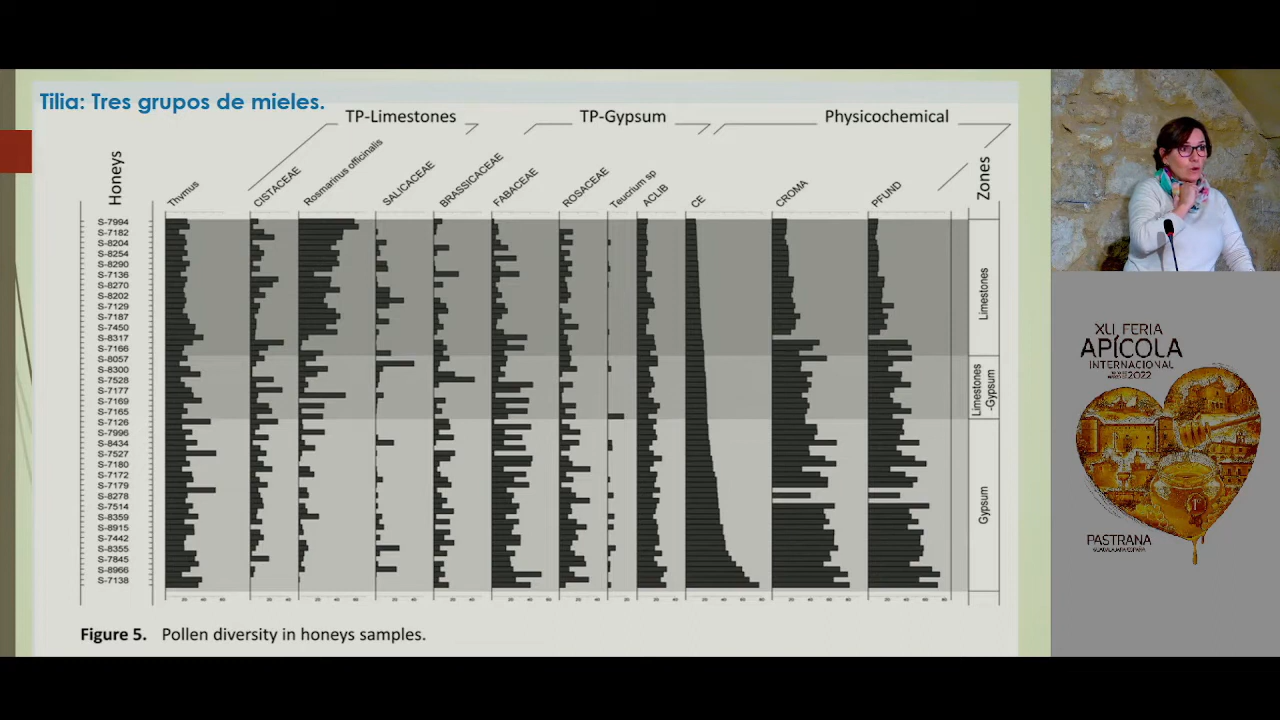 Tilia: Tres grupos de mieles.
TP-Limestones
TP-Gypsum
Physicochemical
Honeys
Thymus
CISTACEAE
Rosmarinus officinalis
SALICACEAE
BRASSICACEAE
FABACEAE
ROSACEAE
Teucrium sp
ACLIB
CE
CROMA
PFUND
Zones
S-7994
S-7182
S-8204
S-8254
S-8290
S-7136
S-8270
S-8202
S-7129
S-7187
S-7450
S-8317
S-7166
S-8057
S-8300
S-7528
S-7177
S-7169
S-7165
S-7126
S-7996
S-8434
S-7527
S-7180
S-7172
S-7179
S-8278
S-7514
S-8359
S-8915
S-7442
S-8355
S-7845
S-8966
S-7138
Limestones
Limestones
-Gypsum
Gypsum
Figure 5. Pollen diversity in honeys samples.
XLI FERIA
APÍCOLA
INTERNACIONAL
2022
PASTRANA
GUADALAJARA ESPAÑA